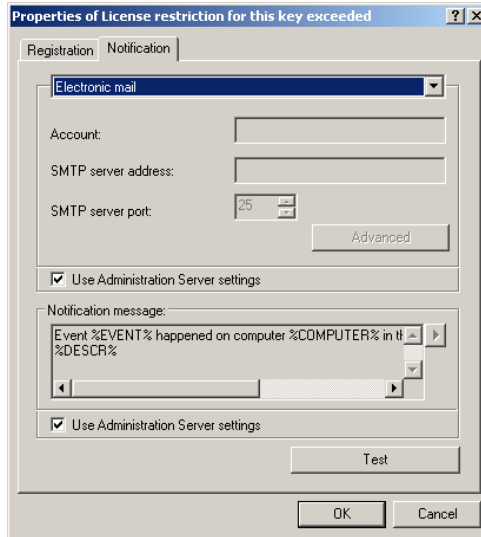 Properties of License restriction for this key exceeded
Registration
Notification
Electronic mail
Account:
SMTP server address:
SMTP server port:
25
Advanced
Use Administration Server settings
Notification message:
Event %EVENT% happened on computer %COMPUTER% in
%DESCR%
Use Administration Server settings
Test
OK
Cancel